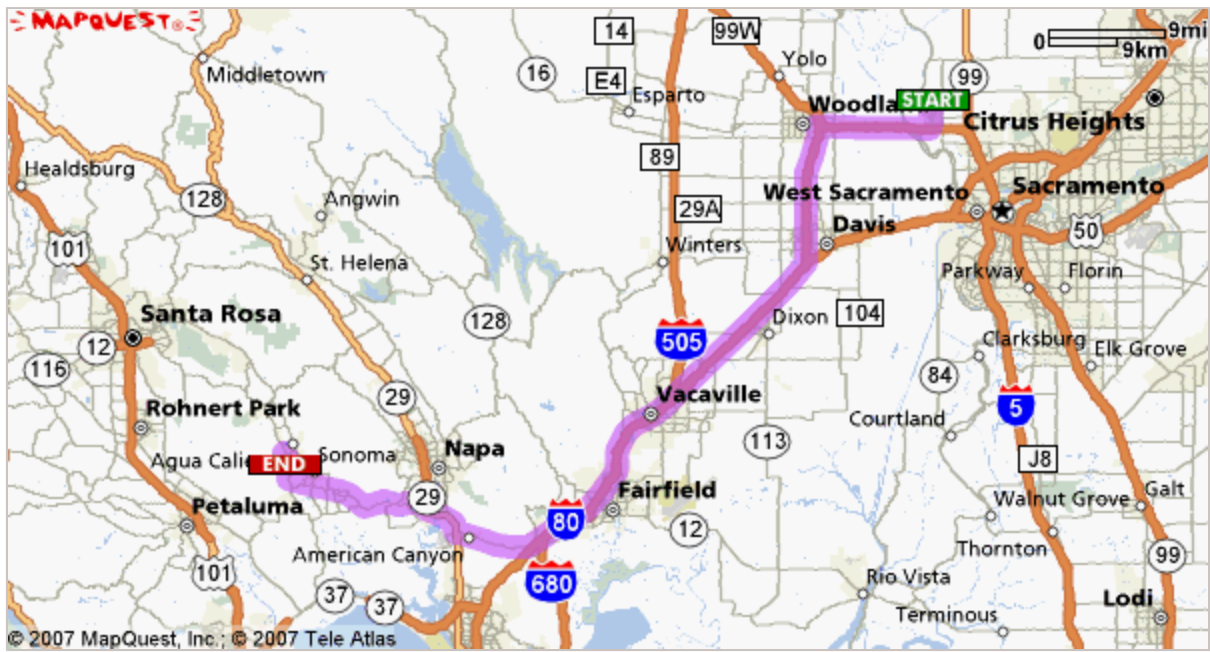 MAPQUEST®
14
99W
9mi
9km
Yolo
16
E4
99
Middletown
Esparto
Woodla
START
Citrus Heights
89
Healdsburg
128
Angwin
29A
West Sacramento
Sacramento
Davis
50
101
Winters
St. Helena
Parkway
Florin
Santa Rosa
128
Dixon
104
12
505
Clarksburg
Elk Grove
116
84
29
Vacaville
5
Rohnert Park
Courtland
113
Napa
Agua Calie
END
Sonoma
J8
29
Fairfield
Walnut Grove
Galt
Petaluma
80
12
American Canyon
Thornton
99
101
680
Rio Vista
37
37
Terminous
Lodi
© 2007 MapQuest, Inc.; © 2007 Tele Atlas